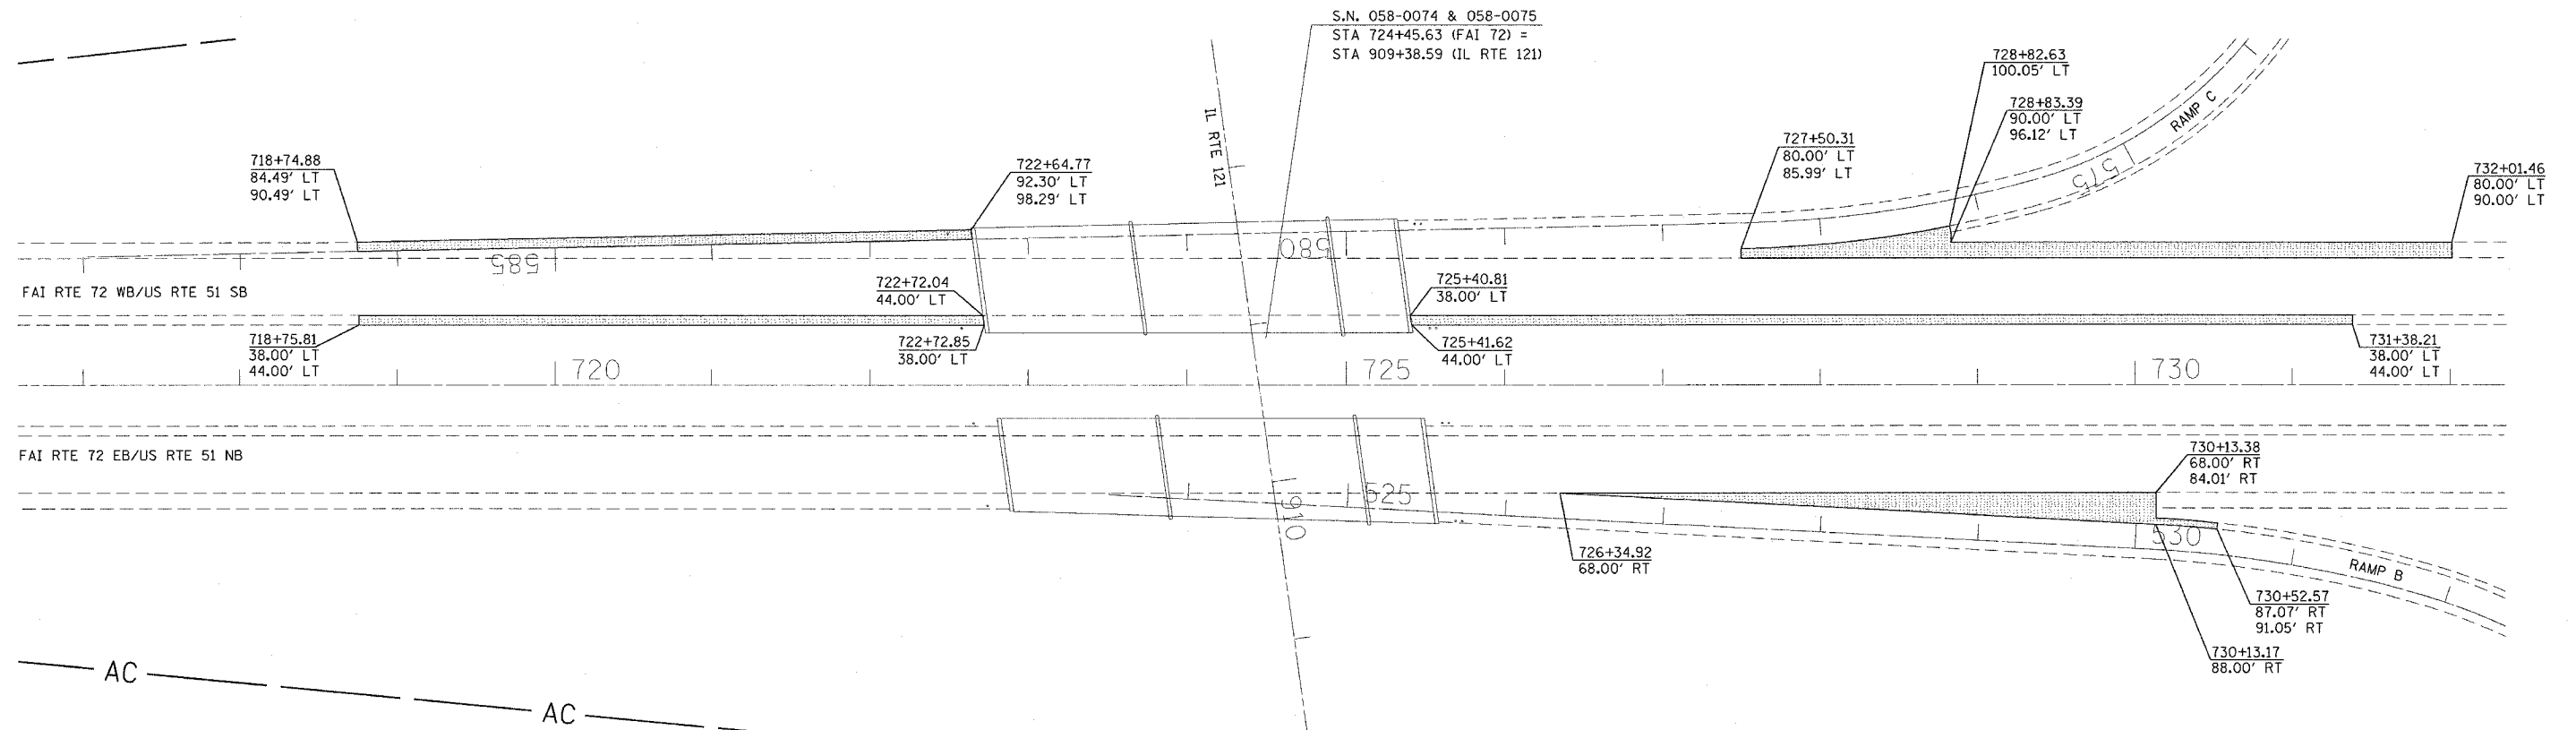 S.N. 058-0074 & 058-0075
STA 724+45.63 (FAI 72) =
STA 909+38.59 (IL RTE 121)
728+82.63
100.05' LT
728+83.39
90.00' LT
96.12' LT
RAMP C
575
727+50.31
80.00' LT
85.99' LT
732+01.46
80.00' LT
90.00' LT
718+74.88
84.49' LT
90.49' LT
722+64.77
92.30' LT
98.29' LT
IL RTE 121
585
580
FAI RTE 72 WB/US RTE 51 SB
722+72.04
44.00' LT
725+40.81
38.00' LT
718+75.81
38.00' LT
44.00' LT
722+72.85
38.00' LT
725+41.62
44.00' LT
731+38.21
38.00' LT
44.00' LT
720
725
730
FAI RTE 72 EB/US RTE 51 NB
730+13.38
68.00' RT
84.01' RT
525
910
530
726+34.92
68.00' RT
RAMP B
730+52.57
87.07' RT
91.05' RT
730+13.17
88.00' RT
AC
AC